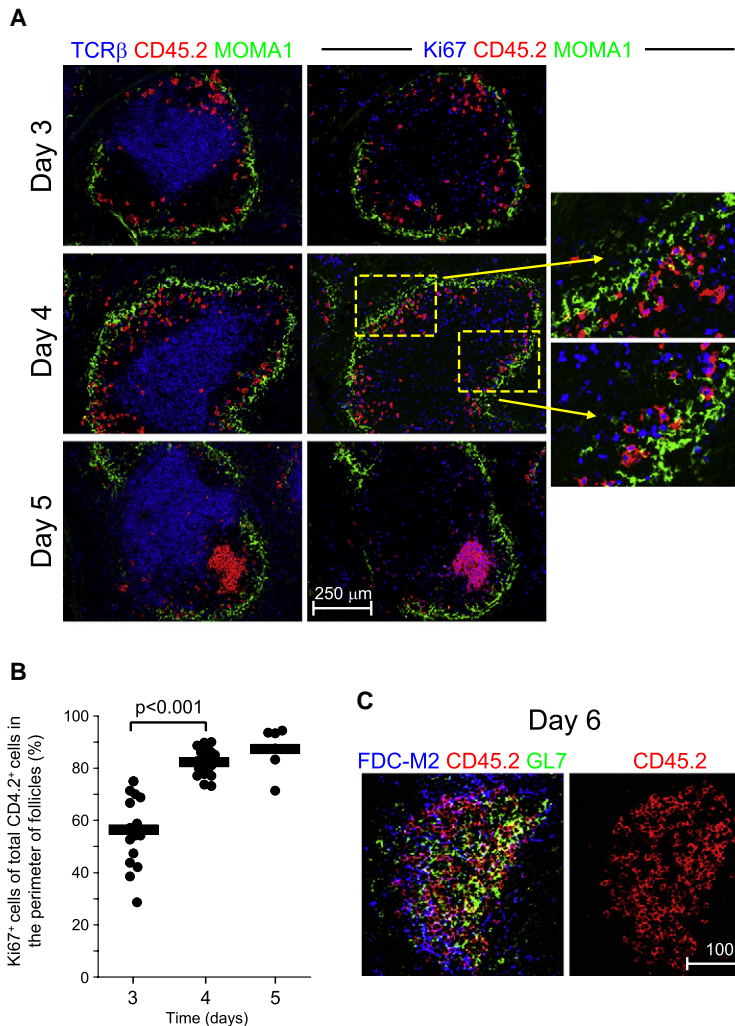 A
TCRβ CD45.2 MOMA1
Ki67 CD45.2 MOMA1
Day 3
Day 4
Day 5
250 μm
B
p<0.001
100
80
60
40
20
0
3
4
5
Time (days)
Ki67+ cells of total CD4.2+ cells in
the perimeter of follicles (%)
C
Day 6
FDC-M2 CD45.2 GL7
CD45.2
100